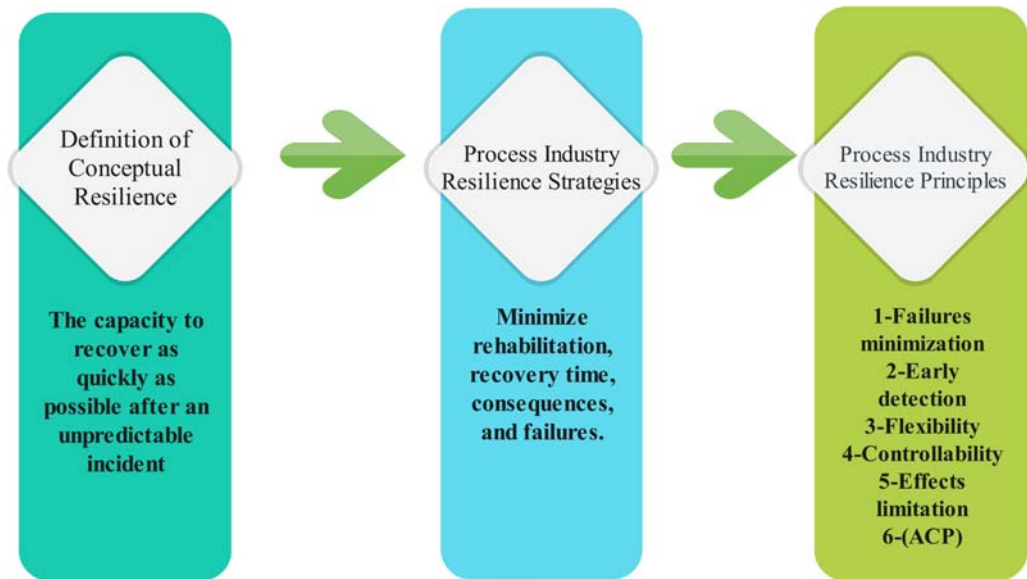 Definition of
Conceptual
Resilience
The capacity to
recover as
quickly as
possible after an
unpredictable
incident
Process Industry
Resilience Strategies
Minimize
rehabilitation,
recovery time,
consequences,
and failures.
Process Industry
Resilience Principles
1-Failures
minimization
2-Early
detection
3-Flexibility
4-Controllability
5-Effects
limitation
6-(ACP)